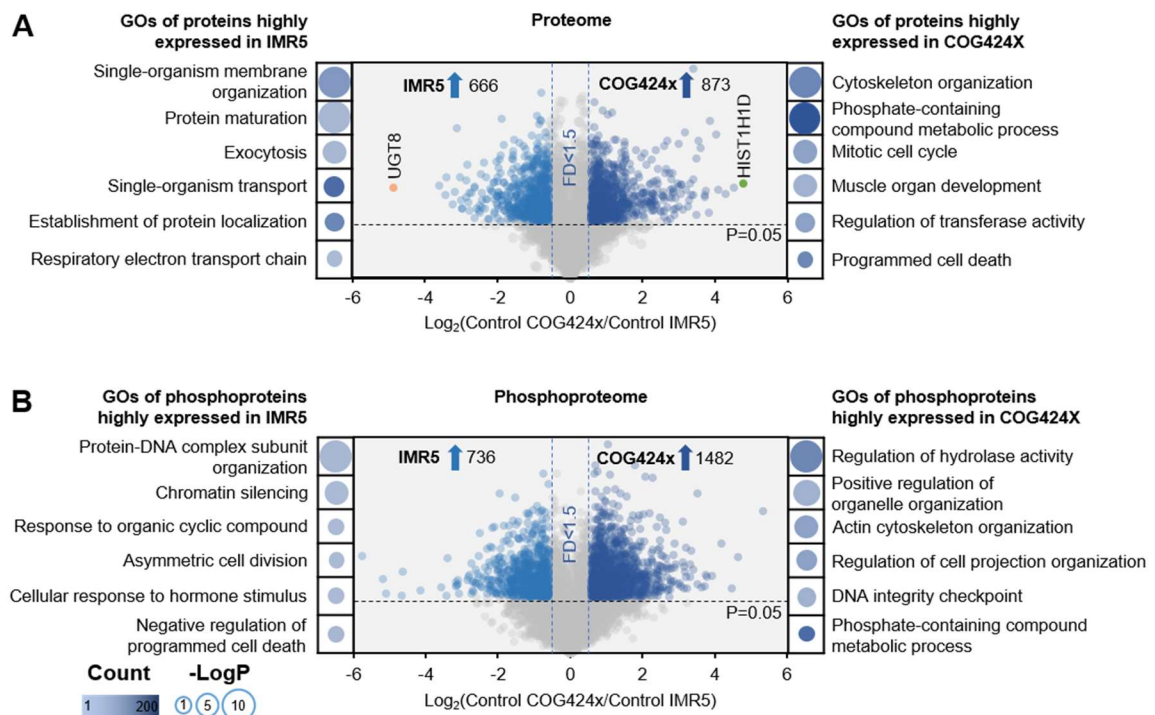 A
GOs of proteins highly
expressed in IMR5
Proteome
GOs of proteins highly
expressed in COG424X
Single-organism membrane
organization
Protein maturation
Exocytosis
Single-organism transport
Establishment of protein localization
Respiratory electron transport chain
IMR5 666
COG424x 873
UGT8
FD<1.5
HIST1H1D
P=0.05
Cytoskeleton organization
Phosphate-containing
compound metabolic process
Mitotic cell cycle
Muscle organ development
Regulation of transferase activity
Programmed cell death
-6 -4 -2 0 2 4 6
Log2(Control COG424x/Control IMR5)
B
GOs of phosphoproteins
highly expressed in IMR5
Phosphoproteome
GOs of phosphoproteins
highly expressed in COG424X
Protein-DNA complex subunit
organization
Chromatin silencing
Response to organic cyclic compound
Asymmetric cell division
Cellular response to hormone stimulus
Negative regulation of
programmed cell death
IMR5 736
COG424x 1482
FD<1.5
P=0.05
Regulation of hydrolase activity
Positive regulation of
organelle organization
Actin cytoskeleton organization
Regulation of cell projection organization
DNA integrity checkpoint
Phosphate-containing compound
metabolic process
-6 -4 -2 0 2 4 6
Log2(Control COG424x/Control IMR5)
Count -LogP
1 200 1 5 10